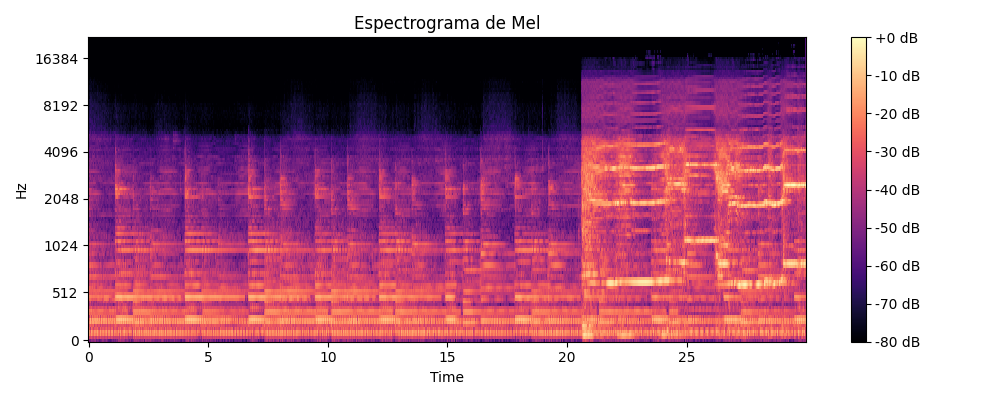 Espectrograma de Mel
Hz
16384
8192
4096
2048
1024
512
0
0 5 10 15 20 25
Time
+0 dB
-10 dB
-20 dB
-30 dB
-40 dB
-50 dB
-60 dB
-70 dB
-80 dB